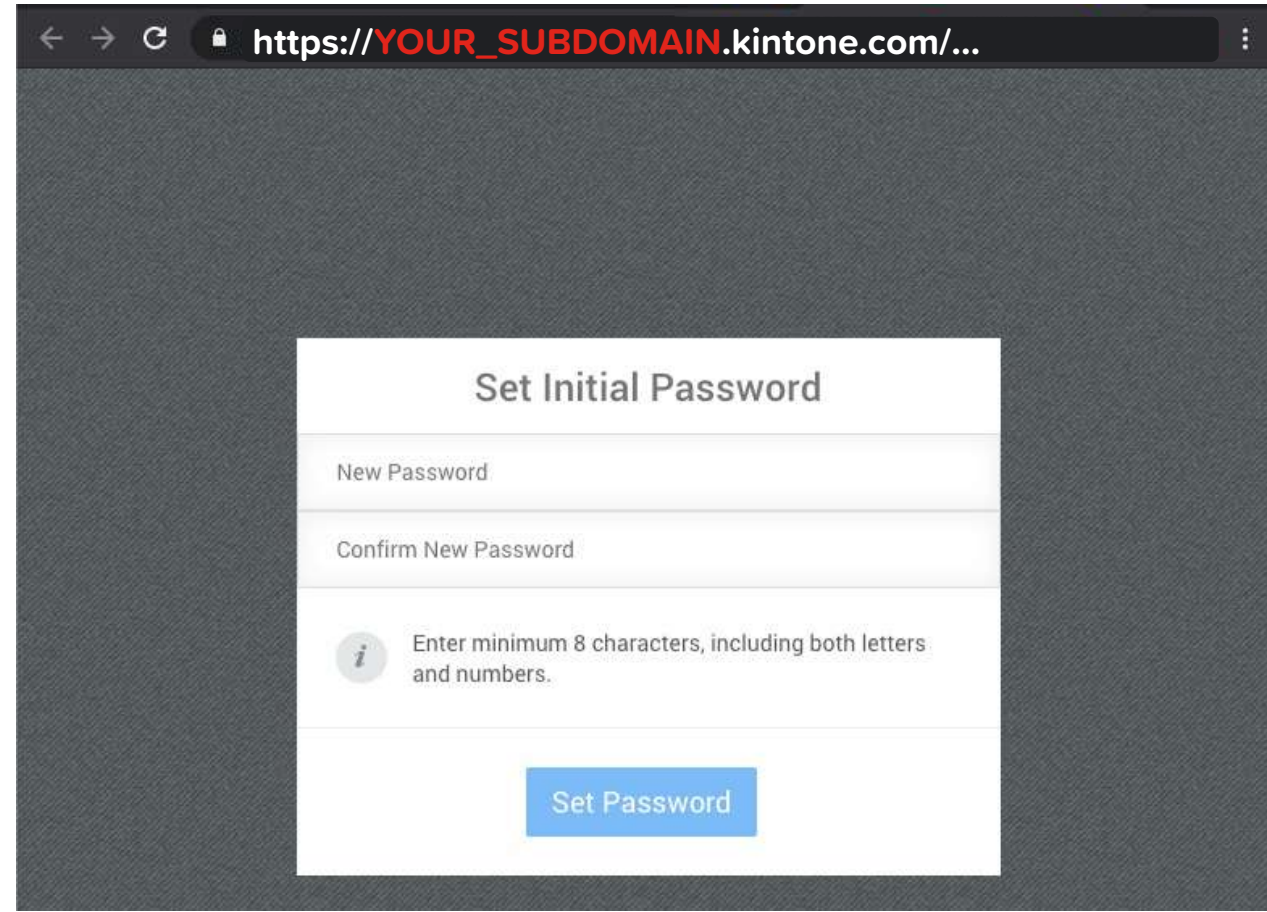 https://YOUR_SUBDOMAIN.kintone.com/...
Set Initial Password
New Password
Confirm New Password
i
Enter minimum 8 characters, including both letters
and numbers.
Set Password